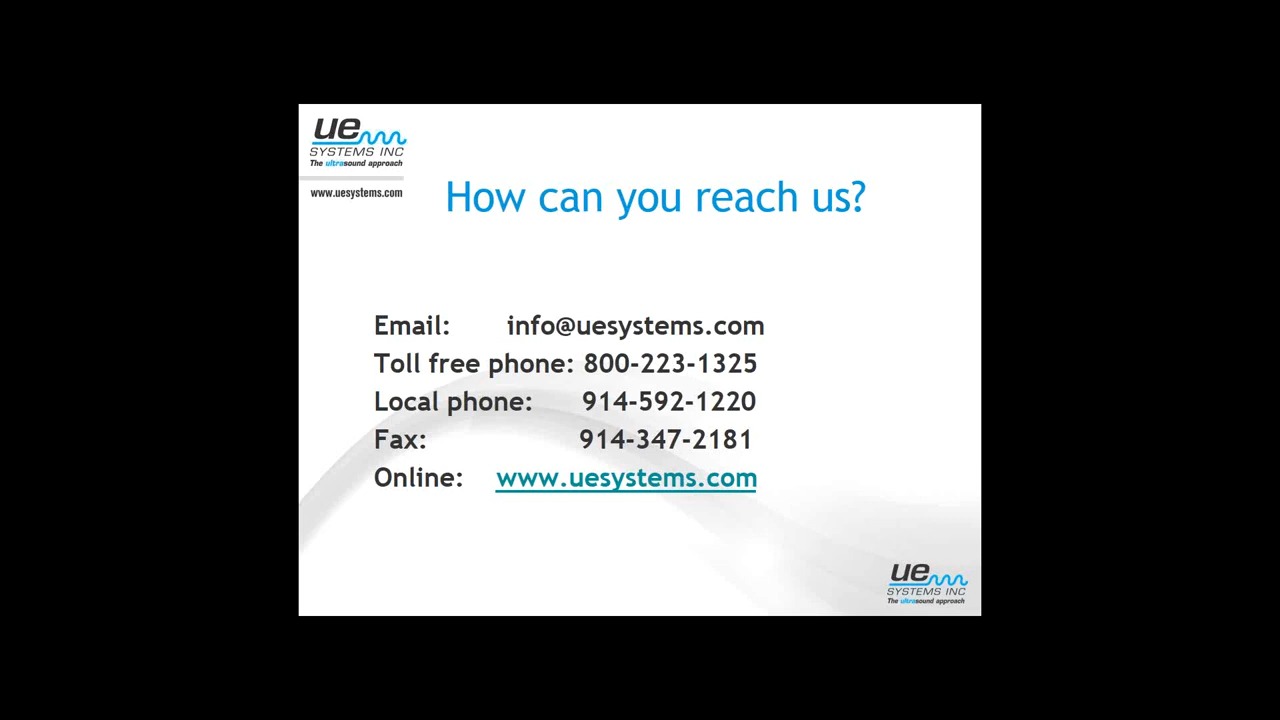 ue
SYSTEMS INC
The ultrasound approach
www.uesystems.com
How can you reach us?
Email: info@uesystems.com
Toll free phone: 800-223-1325
Local phone: 914-592-1220
Fax: 914-347-2181
Online: www.uesystems.com
ue
SYSTEMS INC
The ultrasound approach